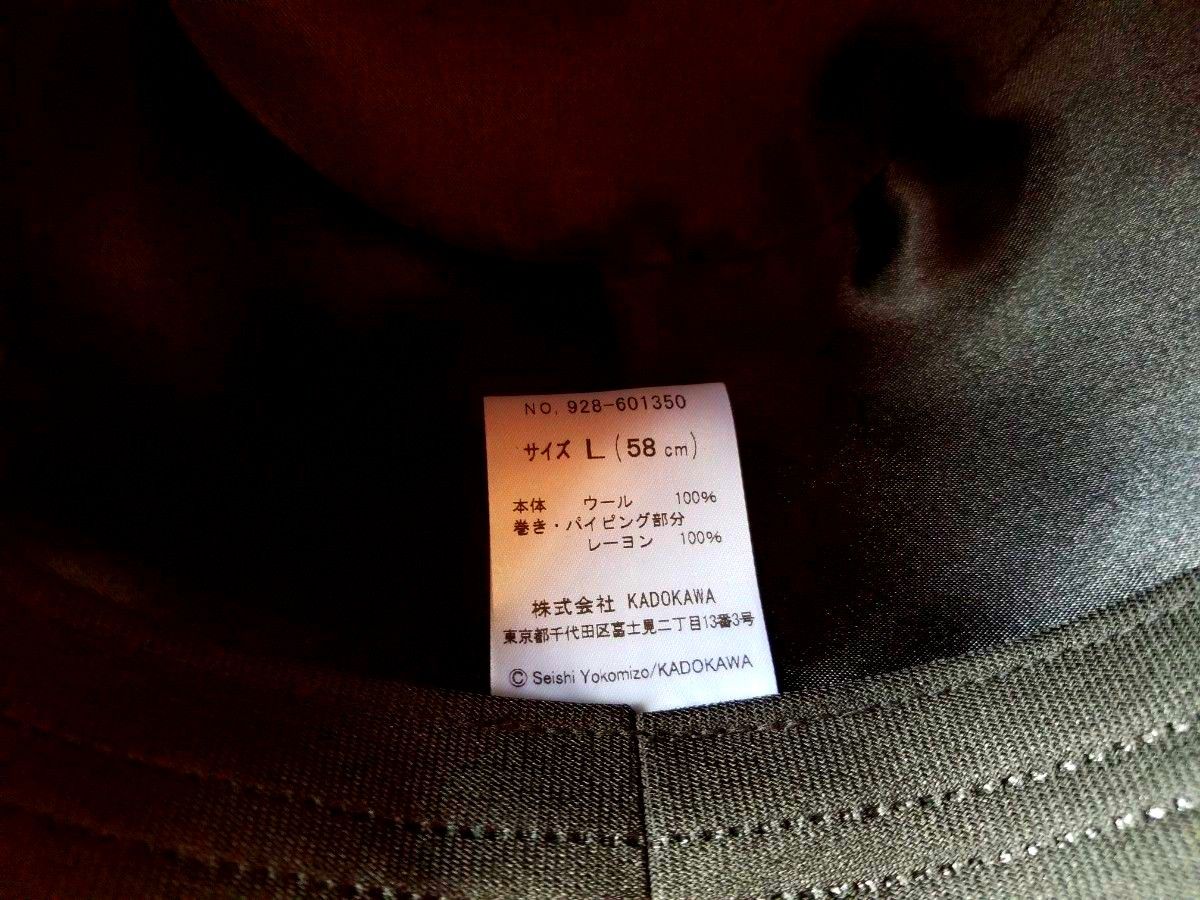 NO. 928-601350
サイズ L (58 cm)
本体 ウール 100%
巻き・パイピング部分
レーヨン 100%
株式会社 KADOKAWA
東京都千代田区富士見二丁目13番3号
© Seishi Yokomizo/KADOKAWA